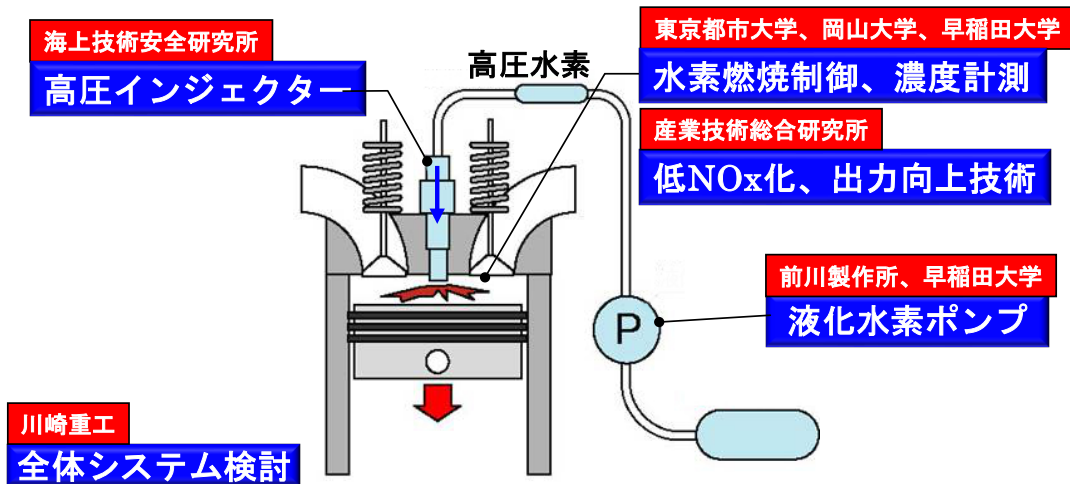 海上技術安全研究所
高圧インジェクター
高圧水素
東京都市大学、岡山大学、早稲田大学
水素燃焼制御、濃度計測
産業技術総合研究所
低NOx化、出力向上技術
前川製作所、早稲田大学
液化水素ポンプ
P
川崎重工
全体システム検討